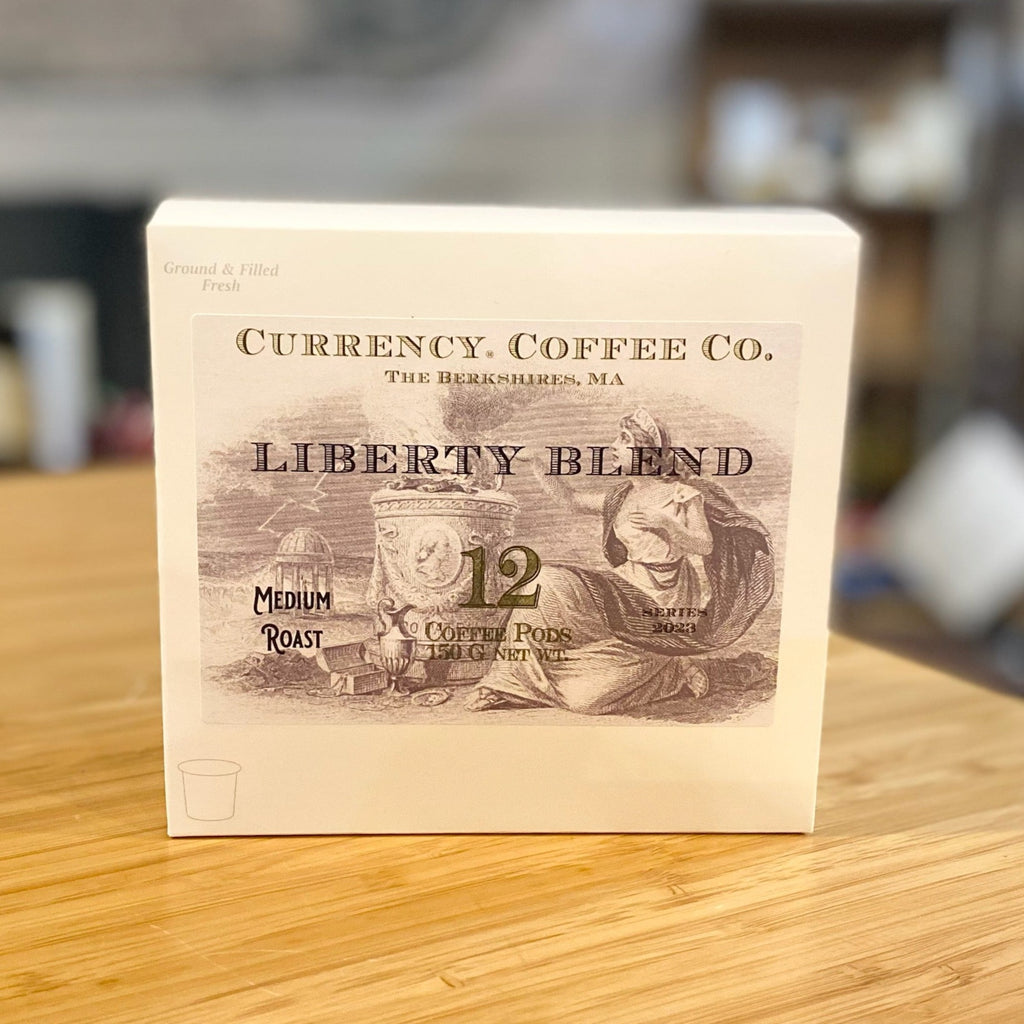 Ground & Filled
Fresh
CURRENCY® COFFEE CO.
THE BERKSHIRES, MA
LIBERTY BLEND
12
MEDIUM
ROAST
COFFEE PODS
150 G NET WT.
SERIES
2023